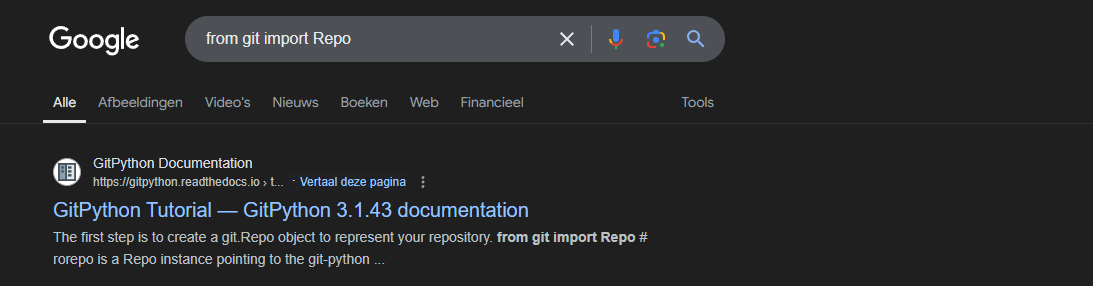 Google
from git import Repo
Alle Afbeeldingen Video's Nieuws Boeken Web Financieel Tools
GitPython Documentation
https://gitpython.readthedocs.io › t... · Vertaal deze pagina
GitPython Tutorial — GitPython 3.1.43 documentation
The first step is to create a git.Repo object to represent your repository. from git import Repo #
rorepo is a Repo instance pointing to the git-python ...